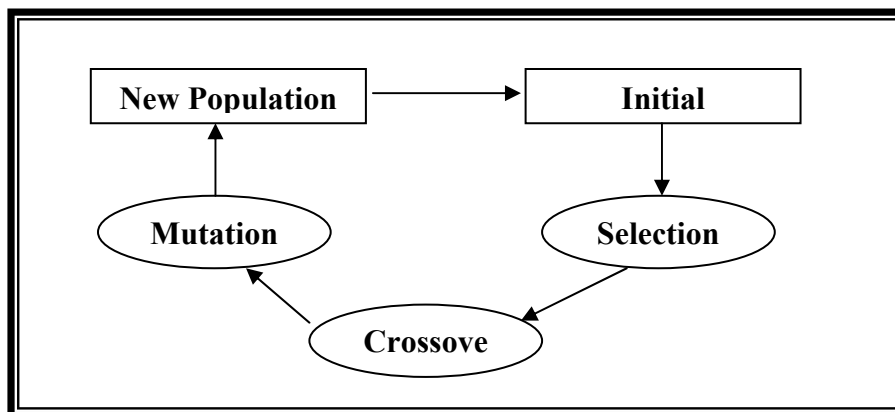 New Population
Initial
Mutation
Selection
Crossove